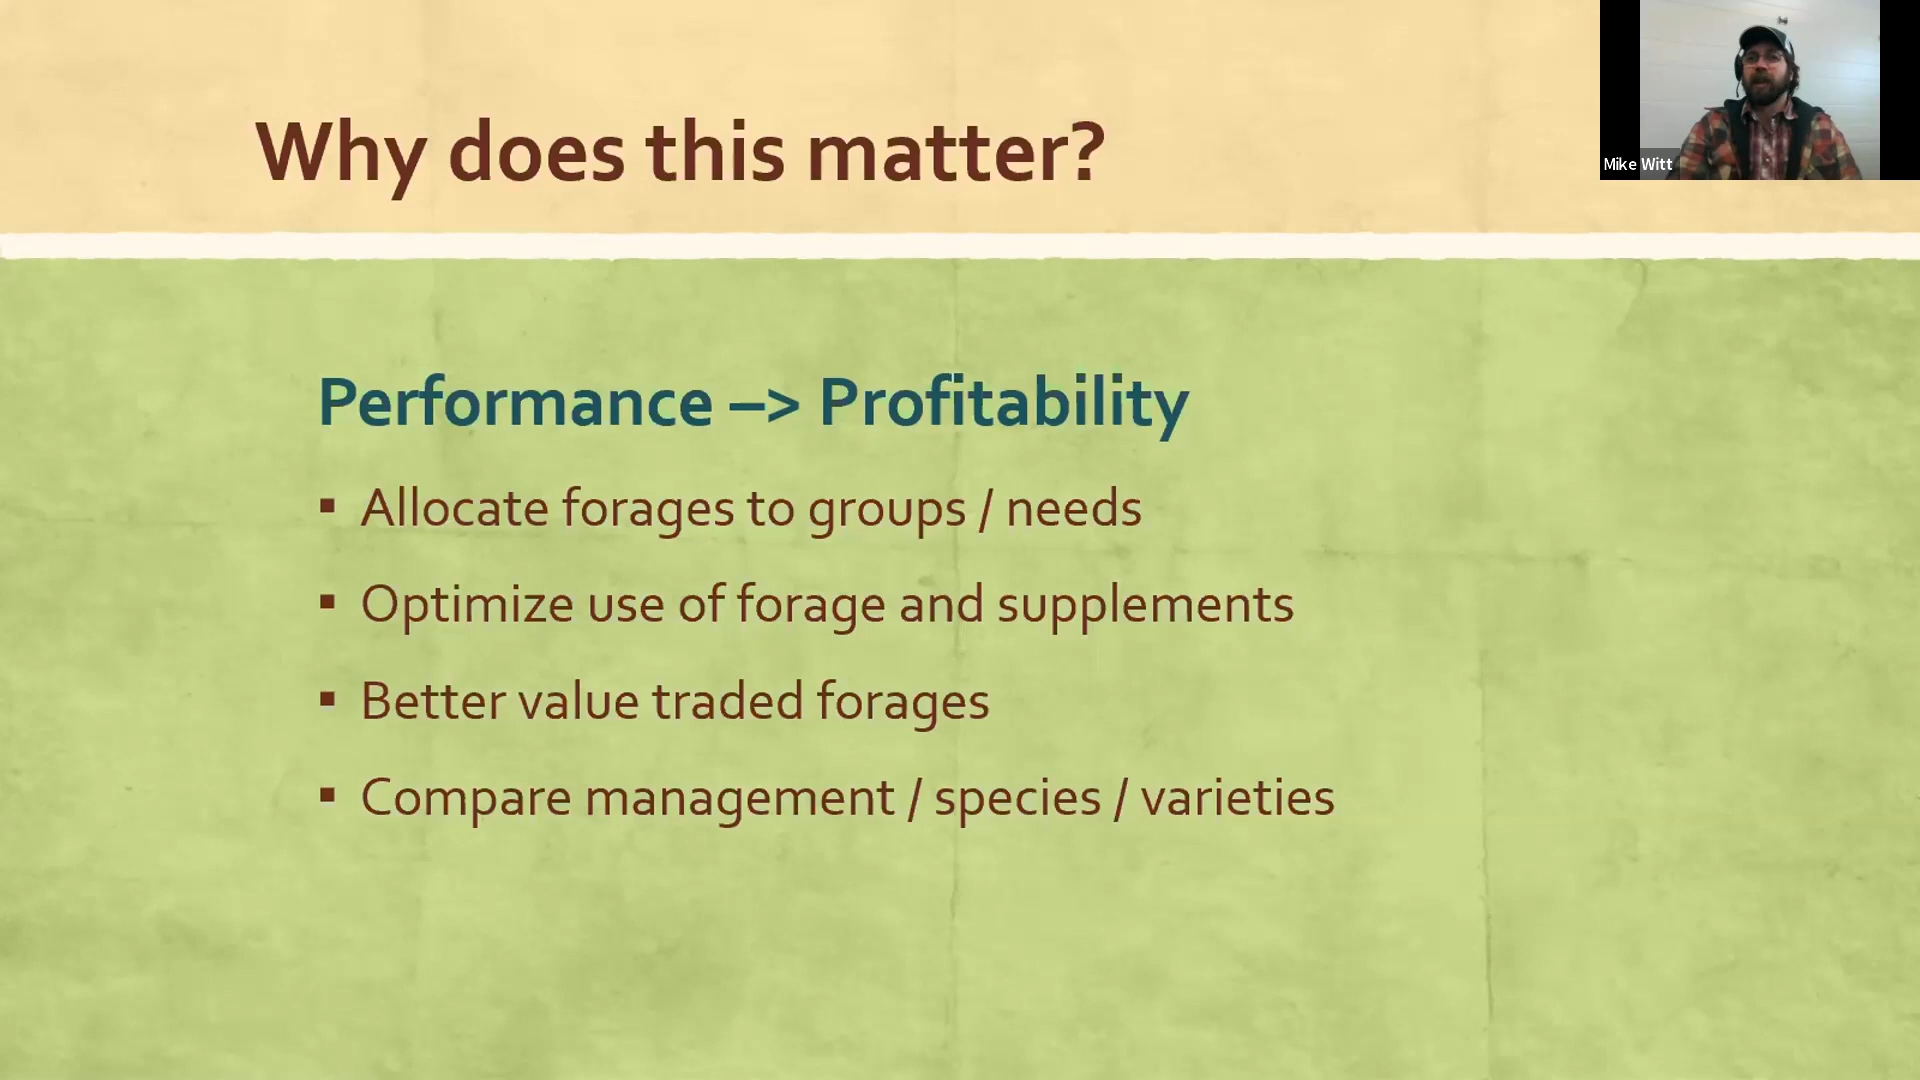 Why does this matter?
Mike Witt
Performance –> Profitability
▪ Allocate forages to groups / needs
▪ Optimize use of forage and supplements
▪ Better value traded forages
▪ Compare management / species / varieties